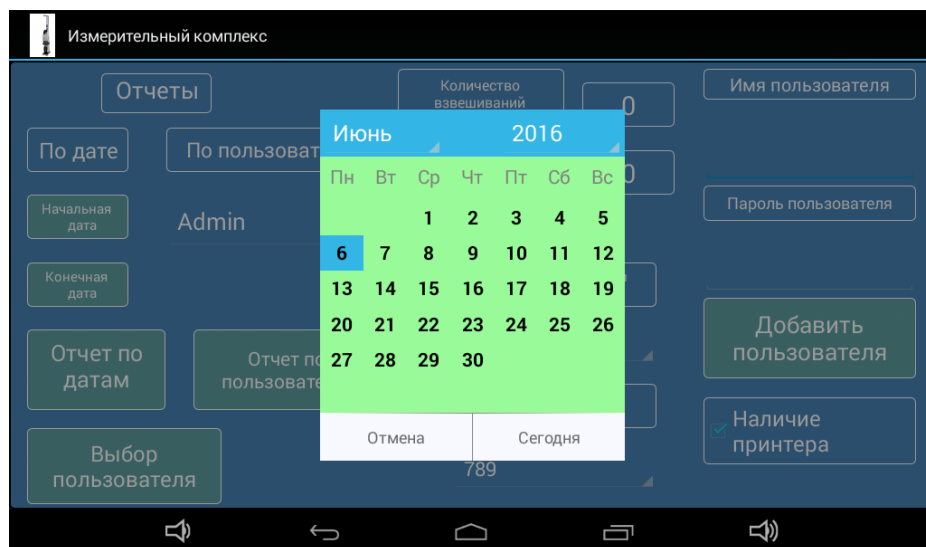 Измерительный комплекс
Отчеты
Количество
взвешиваний
0
Имя пользователя
По дате
По пользоват
0
Начальная
дата
Admin
Пароль пользователя
Конечная
дата
Отчет по
датам
Отчет по
пользовате
Добавить
пользователя
Выбор
пользователя
789
Наличие
принтера
Июнь 2016
Пн Вт Ср Чт Пт Сб Вс
1 2 3 4 5
6 7 8 9 10 11 12
13 14 15 16 17 18 19
20 21 22 23 24 25 26
27 28 29 30
Отмена Сегодня